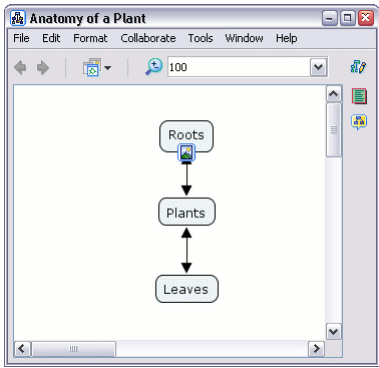 Anatomy of a Plant
File Edit Format Collaborate Tools Window Help
100
Roots
Plants
Leaves